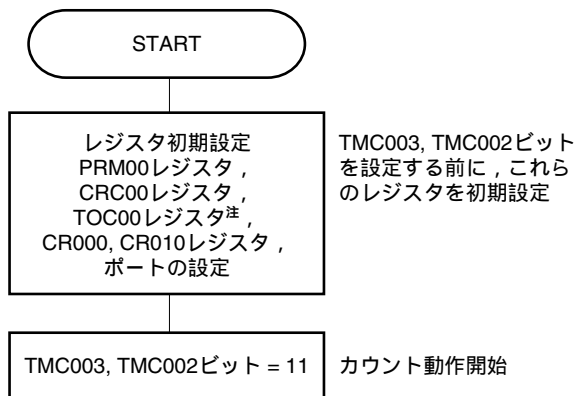 START
レジスタ初期設定
PRM00レジスタ，
CRC00レジスタ，
TOC00レジスタ注，
CR000, CR010レジスタ，
ポートの設定
TMC003, TMC002ビット
を設定する前に，これら
のレジスタを初期設定
TMC003, TMC002ビット = 11
カウント動作開始